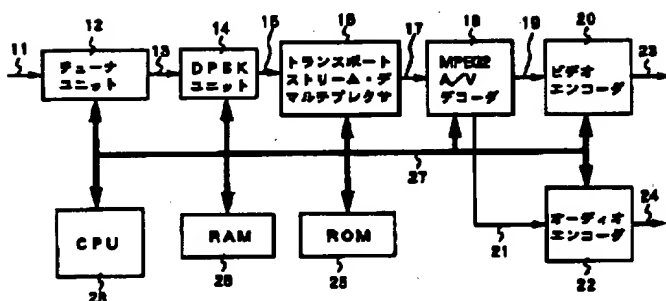 11
12
チューナ
ユニット
13
14
DPSK
ユニット
15
16
トランスポート
ストリーム・デ
マルチプレクサ
17
18
MPEG2
A/V
デコーダ
19
20
ビデオ
エンコーダ
23
27
CPU
28
RAM
26
ROM
25
21
オーディオ
エンコーダ
22
24